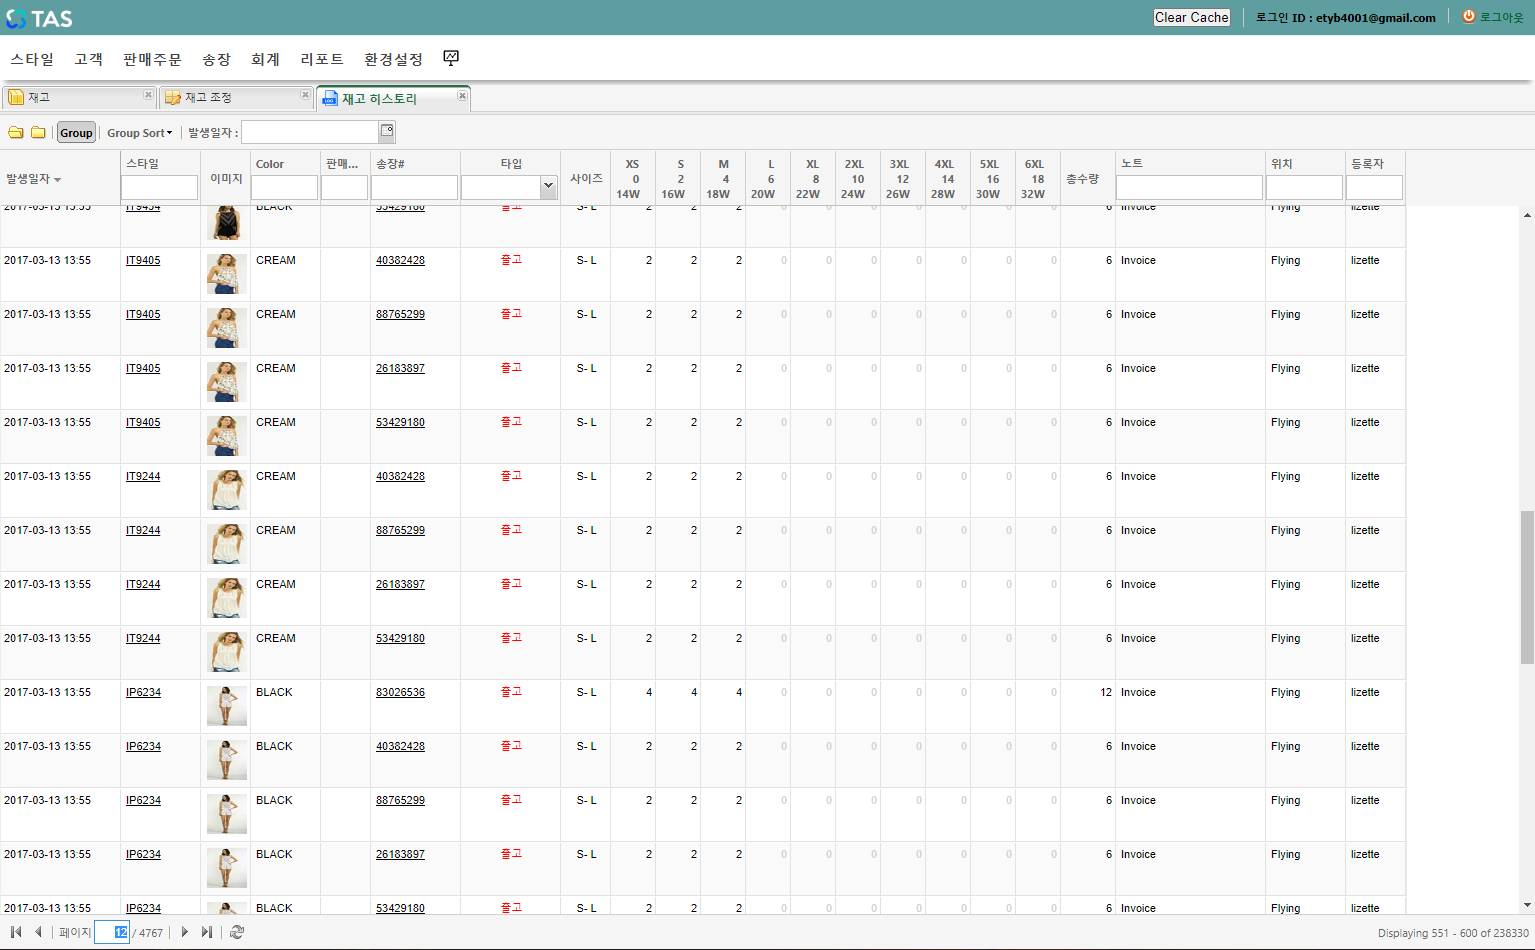 TAS
Clear Cache 로그인 ID : etyb4001@gmail.com 로그아웃
스타일 고객 판매주문 송장 회계 리포트 환경설정
재고 재고 조정 재고 히스토리
Group Group Sort 발생일자 :
발생일자 스타일 이미지 Color 판매... 송장# 타입 사이즈 XS 0 14W S 2 16W M 4 18W L 6 20W XL 8 22W 2XL 10 24W 3XL 12 26W 4XL 14 28W 5XL 16 30W 6XL 18 32W 총수량 노트 위치 등록자
2017-03-13 13:55 IT9434 BLACK 53429180 출고 S- L 2 2 2 0 0 0 0 0 0 0 6 Invoice Flying lizette
2017-03-13 13:55 IT9405 CREAM 40382428 출고 S- L 2 2 2 0 0 0 0 0 0 0 6 Invoice Flying lizette
2017-03-13 13:55 IT9405 CREAM 88765299 출고 S- L 2 2 2 0 0 0 0 0 0 0 6 Invoice Flying lizette
2017-03-13 13:55 IT9405 CREAM 26183897 출고 S- L 2 2 2 0 0 0 0 0 0 0 6 Invoice Flying lizette
2017-03-13 13:55 IT9405 CREAM 53429180 출고 S- L 2 2 2 0 0 0 0 0 0 0 6 Invoice Flying lizette
2017-03-13 13:55 IT9244 CREAM 40382428 출고 S- L 2 2 2 0 0 0 0 0 0 0 6 Invoice Flying lizette
2017-03-13 13:55 IT9244 CREAM 88765299 출고 S- L 2 2 2 0 0 0 0 0 0 0 6 Invoice Flying lizette
2017-03-13 13:55 IT9244 CREAM 26183897 출고 S- L 2 2 2 0 0 0 0 0 0 0 6 Invoice Flying lizette
2017-03-13 13:55 IT9244 CREAM 53429180 출고 S- L 2 2 2 0 0 0 0 0 0 0 6 Invoice Flying lizette
2017-03-13 13:55 IP6234 BLACK 83026536 출고 S- L 4 4 4 0 0 0 0 0 0 0 12 Invoice Flying lizette
2017-03-13 13:55 IP6234 BLACK 40382428 출고 S- L 2 2 2 0 0 0 0 0 0 0 6 Invoice Flying lizette
2017-03-13 13:55 IP6234 BLACK 88765299 출고 S- L 2 2 2 0 0 0 0 0 0 0 6 Invoice Flying lizette
2017-03-13 13:55 IP6234 BLACK 26183897 출고 S- L 2 2 2 0 0 0 0 0 0 0 6 Invoice Flying lizette
2017-03-13 13:55 IP6234 BLACK 53429180 출고 S- L 2 2 2 0 0 0 0 0 0 0 6 Invoice Flying lizette
페이지 12 / 4767 Displaying 551 - 600 of 238330